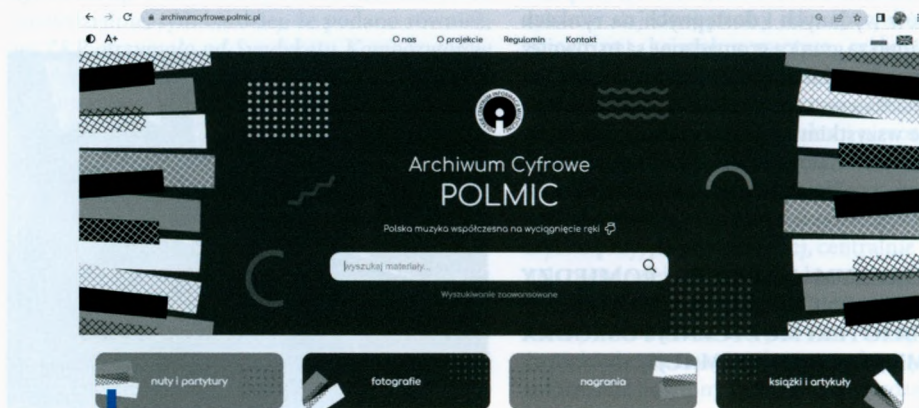 archiwumcyfrowe.polmic.pl
A+ O nas O projekcie Regulamin Kontakt
Archiwum Cyfrowe
POLMIC
Polska muzyka współczesna na wyciągnięcie ręki
wyszukaj materiały...
Wyszukiwanie zaawansowane
nuty i partytury fotografie nagrania książki i artykuły